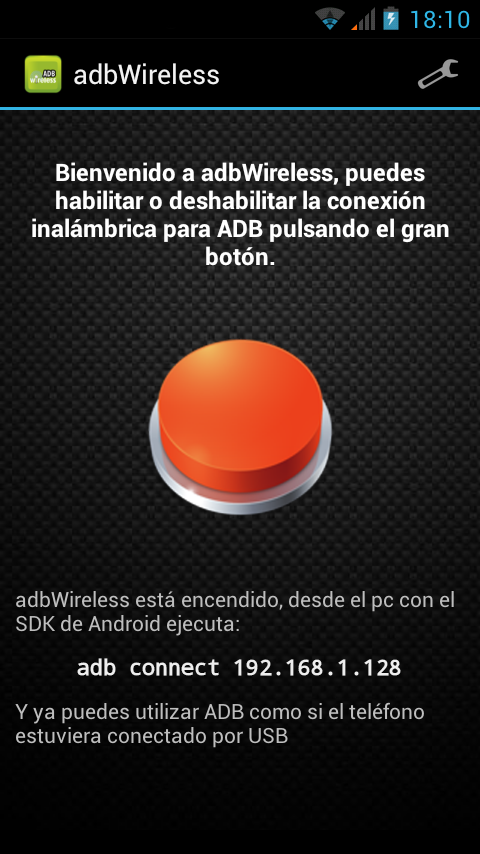 18:10
ADB
wireless
adbWireless
Bienvenido a adbWireless, puedes
habilitar o deshabilitar la conexión
inalámbrica para ADB pulsando el gran
botón.
adbWireless está encendido, desde el pc con el
SDK de Android ejecuta:
adb connect 192.168.1.128
Y ya puedes utilizar ADB como si el teléfono
estuviera conectado por USB